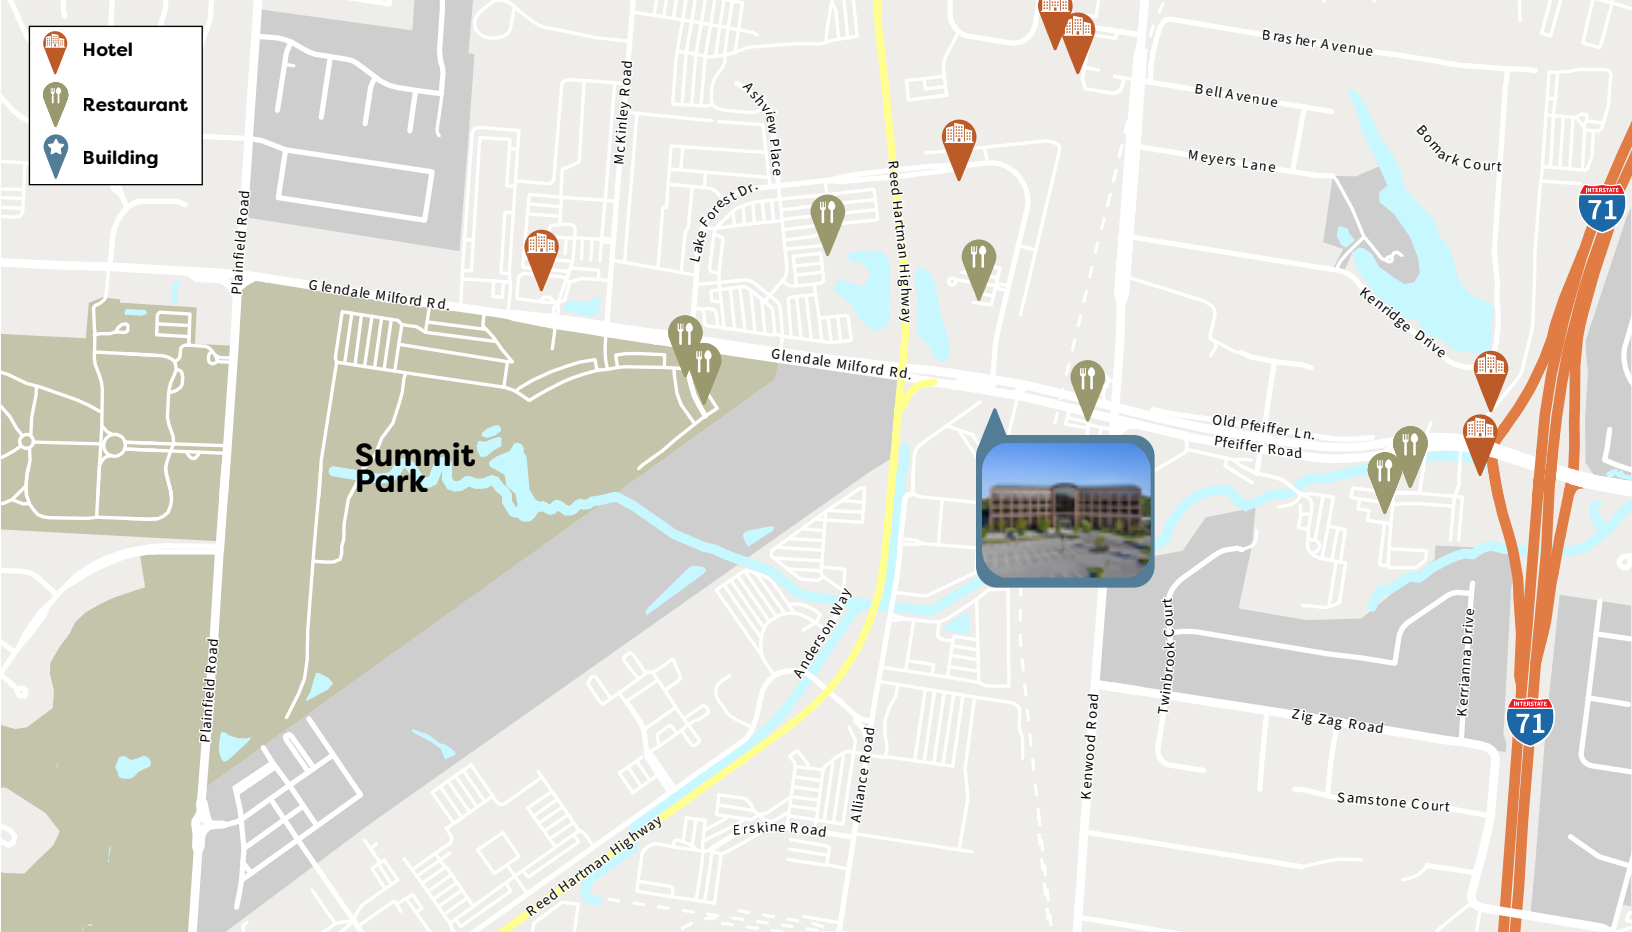 Hotel
Restaurant
Building
Brasher Avenue
Bell Avenue
Meyers Lane
Bomark Court
INTERSTATE
71
McKinley Road
Ashview Place
Lake Forest Dr.
Reed Hartman Highway
Plainfield Road
Glendale Milford Rd.
Kenridge Drive
Glendale Milford Rd.
Old Pfeiffer Ln.
Pfeiffer Road
Summit
Park
Anderson Way
Plainfield Road
Twinbrook Court
Kerrianna Drive
Kenwood Road
Zig Zag Road
INTERSTATE
71
Alliance Road
Samstone Court
Erskine Road
Reed Hartman Highway